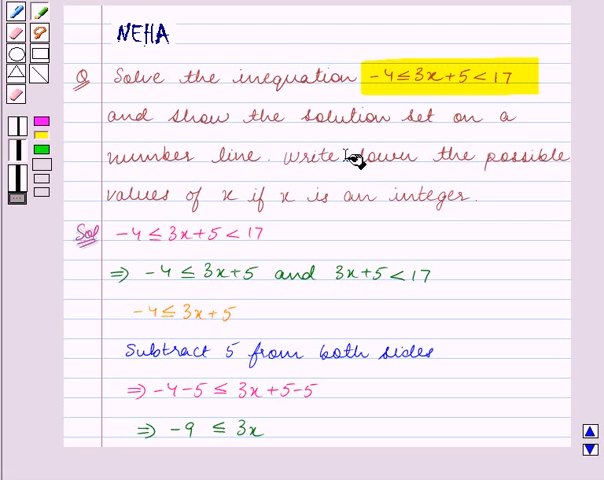 NEHA
Q Solve the inequation -4≤3x+5<17
and show the solution set on a
number line. Write down the possible
values of x if x is an integer.
Sol -4≤3x+5<17
⇒ -4≤3x+5 and 3x+5<17
-4≤3x+5
Subtract 5 from both sides
⇒ -4-5 ≤ 3x+5-5
⇒ -9 ≤ 3x